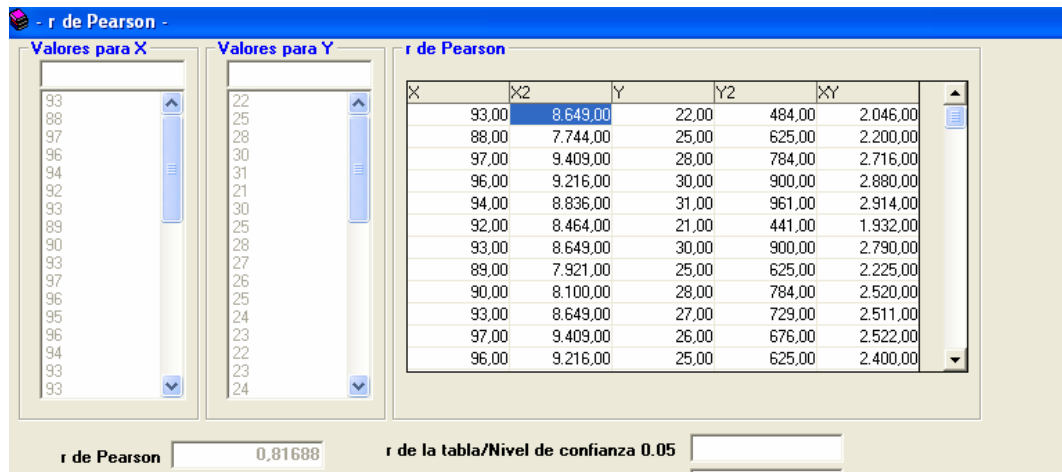 - r de Pearson -
Valores para X
Valores para Y
r de Pearson
93
88
97
96
94
92
93
89
90
93
97
96
95
96
94
93
93
22
25
28
30
31
21
30
25
28
27
26
25
24
23
22
23
24
X X2 Y Y2 XY
93,00 8.649,00 22,00 484,00 2.046,00
88,00 7.744,00 25,00 625,00 2.200,00
97,00 9.409,00 28,00 784,00 2.716,00
96,00 9.216,00 30,00 900,00 2.880,00
94,00 8.836,00 31,00 961,00 2.914,00
92,00 8.464,00 21,00 441,00 1.932,00
93,00 8.649,00 30,00 900,00 2.790,00
89,00 7.921,00 25,00 625,00 2.225,00
90,00 8.100,00 28,00 784,00 2.520,00
93,00 8.649,00 27,00 729,00 2.511,00
97,00 9.409,00 26,00 676,00 2.522,00
96,00 9.216,00 25,00 625,00 2.400,00
r de Pearson 0,81688
r de la tabla/Nivel de confianza 0.05